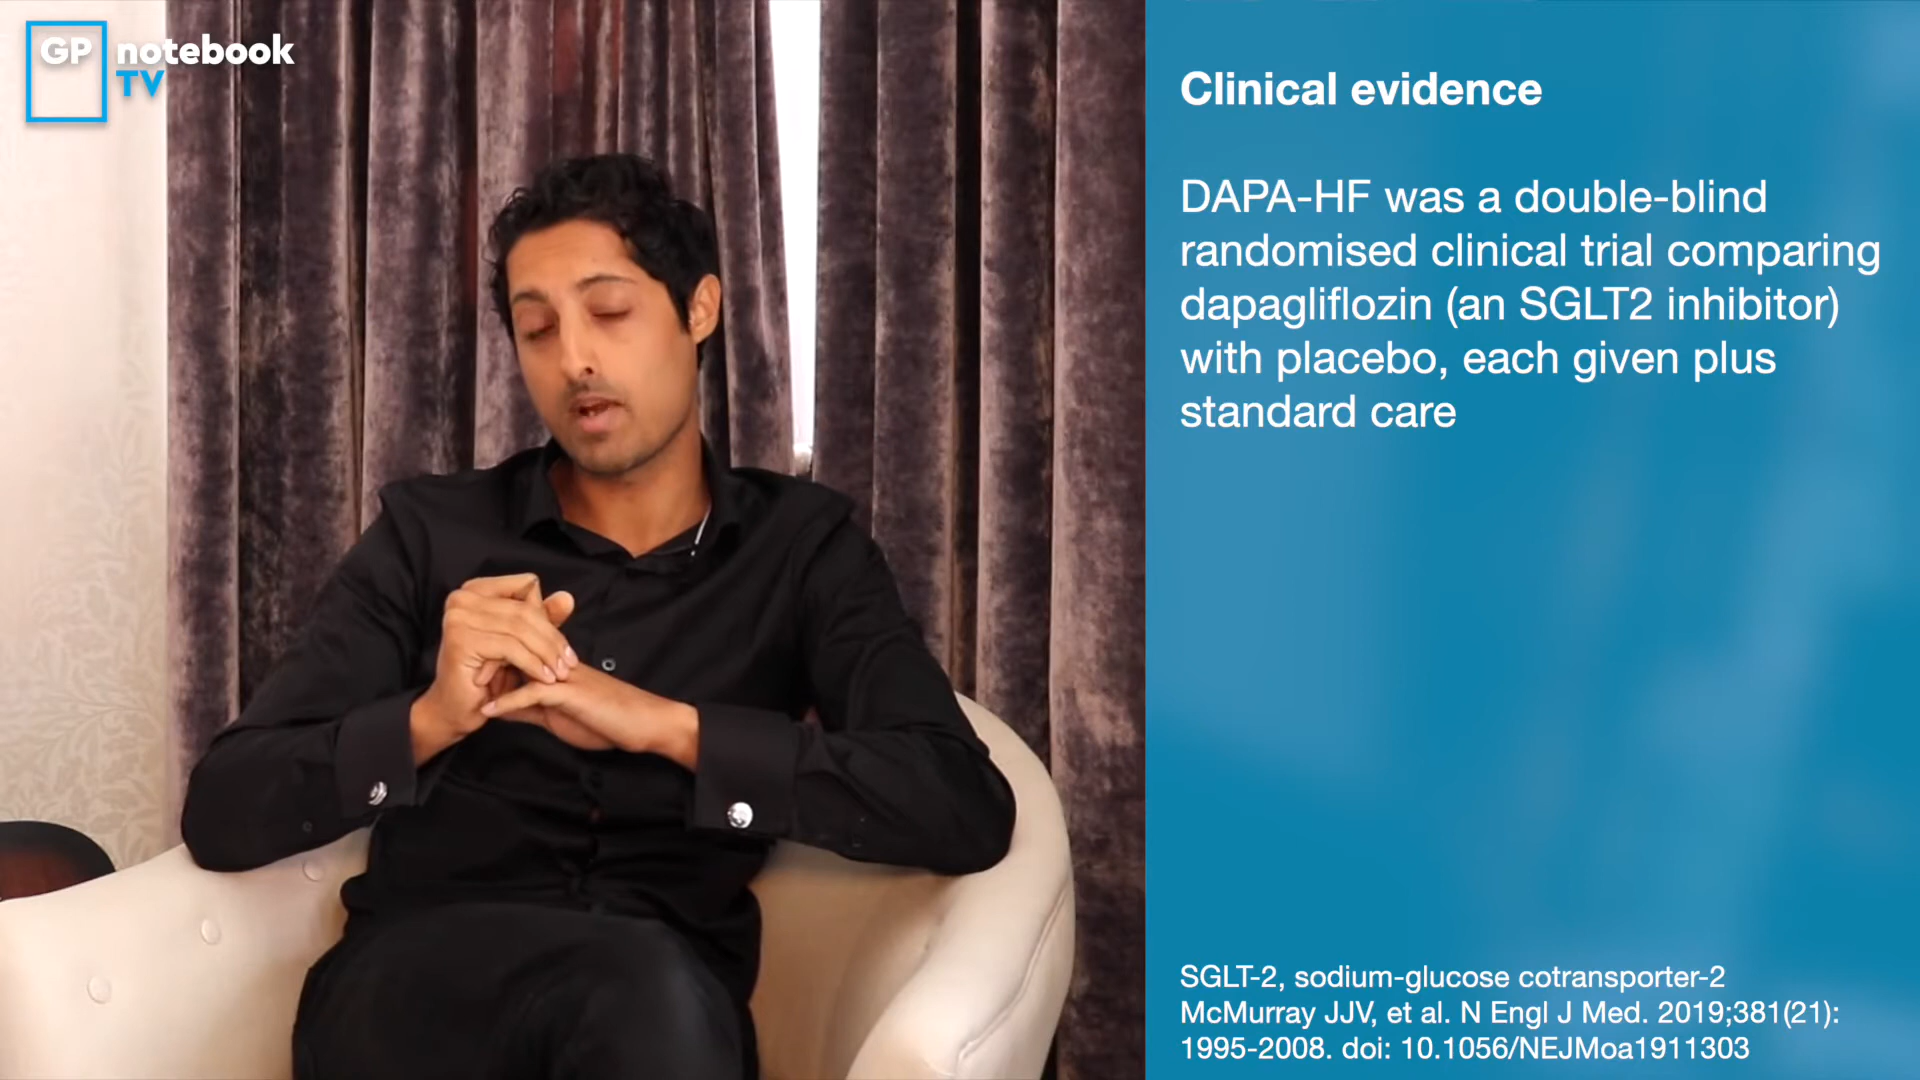 GP notebook
TV
Clinical evidence
DAPA-HF was a double-blind
randomised clinical trial comparing
dapagliflozin (an SGLT2 inhibitor)
with placebo, each given plus
standard care
SGLT-2, sodium-glucose cotransporter-2
McMurray JJV, et al. N Engl J Med. 2019;381(21):
1995-2008. doi: 10.1056/NEJMoa1911303